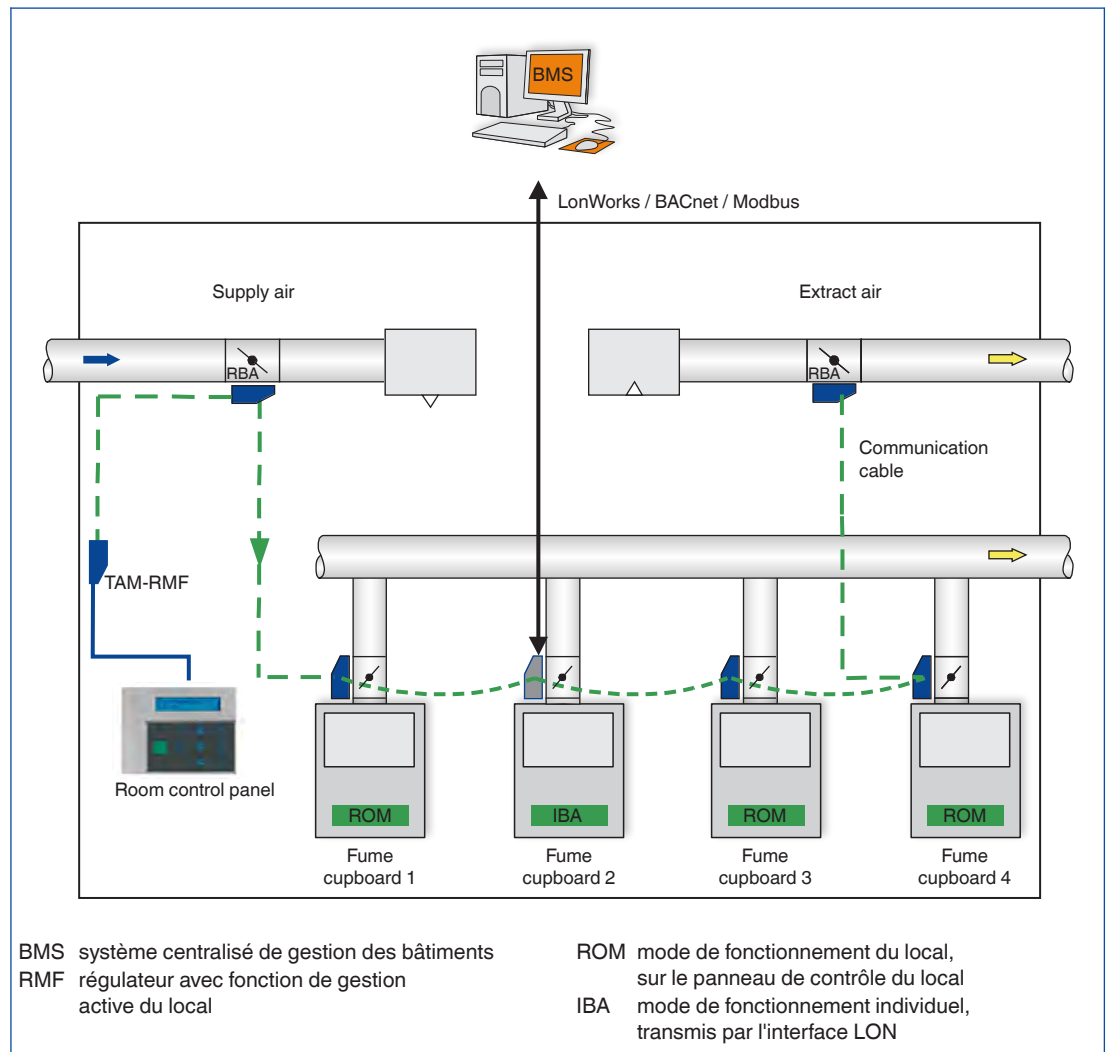 BMS
LonWorks / BACnet / Modbus
Supply air
Extract air
RBA
RBA
Communication
cable
TAM-RMF
Room control panel
ROM
IBA
ROM
ROM
Fume
cupboard 1
Fume
cupboard 2
Fume
cupboard 3
Fume
cupboard 4
BMS système centralisé de gestion des bâtiments
RMF régulateur avec fonction de gestion
active du local
ROM mode de fonctionnement du local,
sur le panneau de contrôle du local
IBA mode de fonctionnement individuel,
transmis par l'interface LON